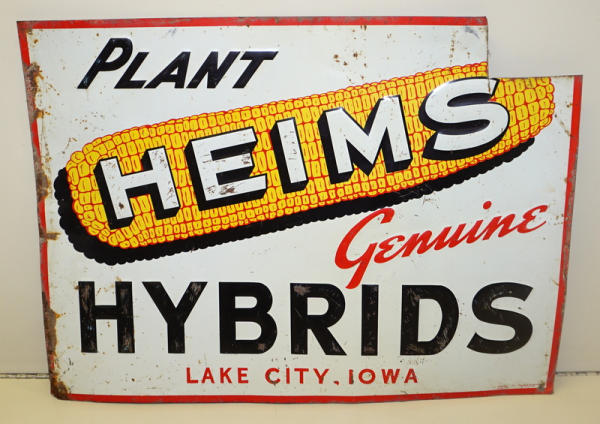 PLANT
HEIMS
Genuine
HYBRIDS
LAKE CITY, IOWA